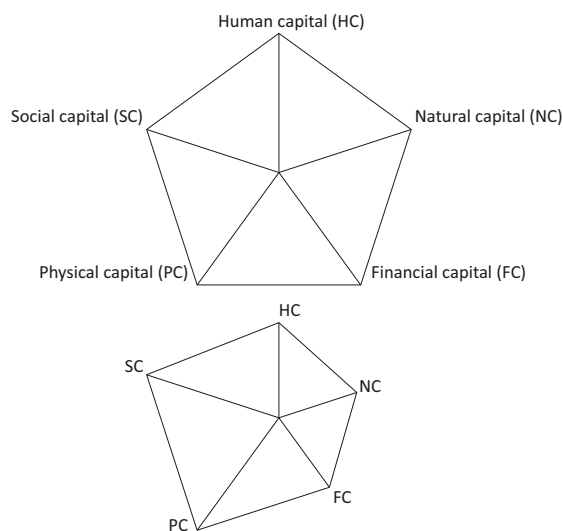 Human capital (HC)
Social capital (SC)
Natural capital (NC)
Physical capital (PC)
Financial capital (FC)
HC
SC
NC
FC
PC